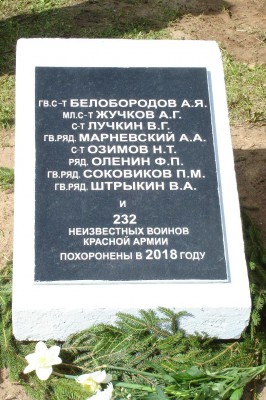 ГВ.С-Т БЕЛОБОРОДОВ А.Я.
МЛ.С-Т ЖУЧКОВ А.Г.
С-Т ЛУЧКИН В.Г.
ГВ.РЯД. МАРНЕВСКИЙ А.А.
С-Т ОЗИМОВ Н.Т.
РЯД. ОЛЕНИН Ф.П.
ГВ.РЯД. СОКОВИКОВ П.М.
ГВ.РЯД. ШТРЫКИН В.А.
И
232
НЕИЗВЕСТНЫХ ВОИНОВ
КРАСНОЙ АРМИИ
ПОХОРОНЕНЫ В 2018 ГОДУ